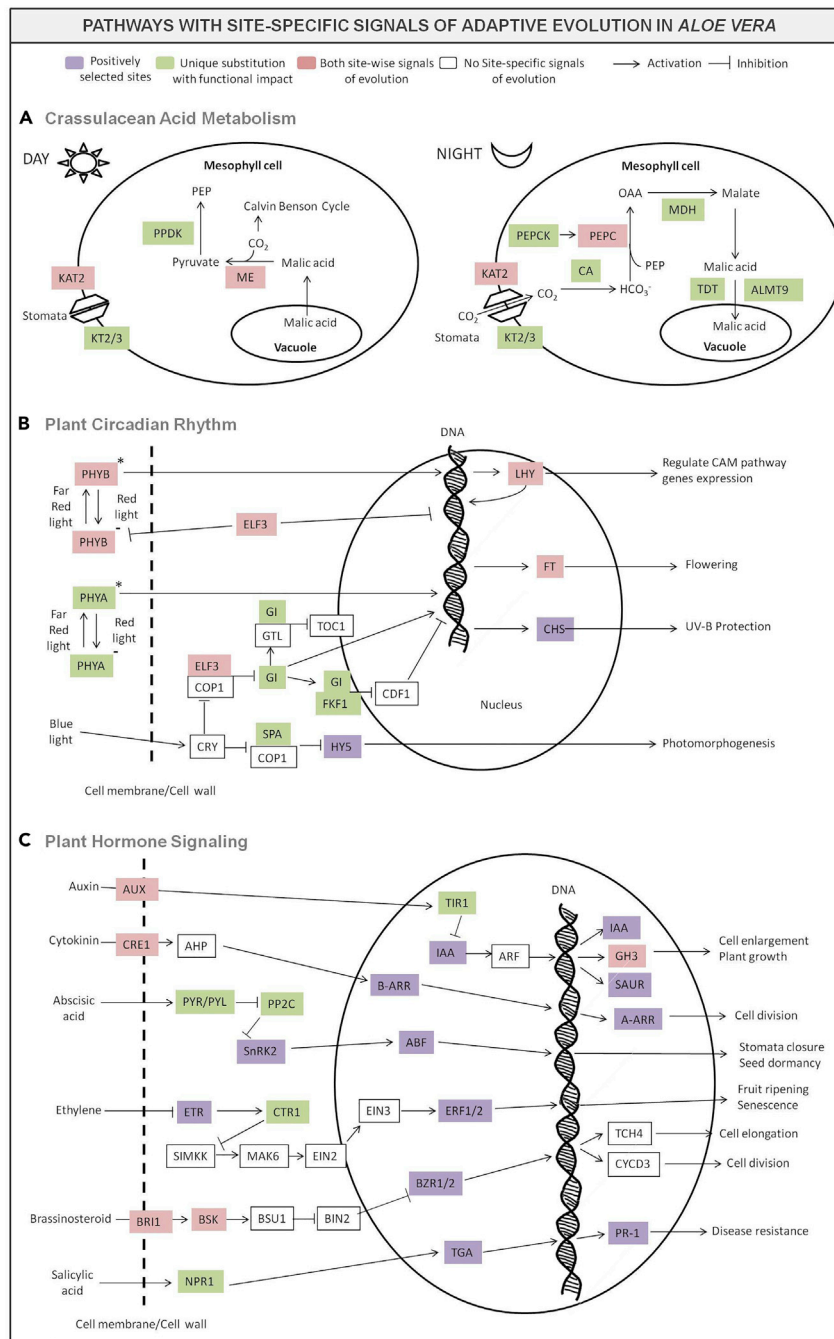 PATHWAYS WITH SITE-SPECIFIC SIGNALS OF ADAPTIVE EVOLUTION IN ALOE VERA
Positively selected sites
Unique substitution with functional impact
Both site-wise signals of evolution
No Site-specific signals of evolution
Activation
Inhibition
A Crassulacean Acid Metabolism
DAY
Mesophyll cell
PEP
Calvin Benson Cycle
PPDK
CO2
Pyruvate
Malic acid
ME
KAT2
Stomata
KT2/3
Malic acid
Vacuole
NIGHT
Mesophyll cell
OAA
Malate
MDH
PEPCK
PEPC
PEP
Malic acid
KAT2
CA
TDT
ALMT9
CO2
HCO3-
CO2
Stomata
Malic acid
KT2/3
Vacuole
B Plant Circadian Rhythm
DNA
PHYB
*
LHY
Regulate CAM pathway
genes expression
Far
Red
light
Red
light
ELF3
PHYB
-
FT
Flowering
PHYA
*
GI
GTL
TOC1
CHS
UV-B Protection
Far
Red
light
Red
light
PHYA
-
ELF3
COP1
GI
GI
FKF1
CDF1
Nucleus
Blue
light
CRY
SPA
COP1
HY5
Photomorphogenesis
Cell membrane/Cell wall
C Plant Hormone Signaling
Auxin
AUX
TIR1
DNA
IAA
Cytokinin
CRE1
AHP
IAA
ARF
GH3
Cell enlargement
Plant growth
B-ARR
SAUR
Abscisic
acid
PYR/PYL
PP2C
A-ARR
Cell division
SnRK2
ABF
Stomata closure
Seed dormancy
Fruit ripening
Senescence
Ethylene
ETR
CTR1
EIN3
ERF1/2
TCH4
Cell elongation
SIMKK
MAK6
EIN2
CYCD3
Cell division
BZR1/2
Brassinosteroid
BRI1
BSK
BSU1
BIN2
TGA
PR-1
Disease resistance
Salicylic
acid
NPR1
Cell membrane/Cell wall